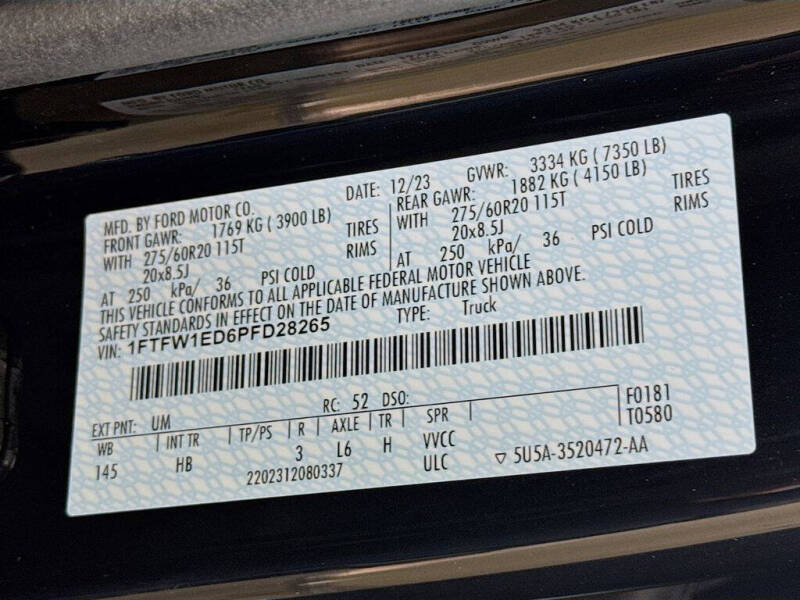 MFD. BY FORD MOTOR CO.
DATE: 12/23 GVWR: 3334 KG ( 7350 LB)
FRONT GAWR: 1769 KG ( 3900 LB)
WITH 275/60R20 115T TIRES
20x8.5J RIMS
AT 250 kPa/ 36 PSI COLD
REAR GAWR: 1882 KG ( 4150 LB)
WITH 275/60R20 115T TIRES
20x8.5J RIMS
AT 250 kPa/ 36 PSI COLD
THIS VEHICLE CONFORMS TO ALL APPLICABLE FEDERAL MOTOR VEHICLE
SAFETY STANDARDS IN EFFECT ON THE DATE OF MANUFACTURE SHOWN ABOVE.
VIN: 1FTFW1ED6PFD28265 TYPE: Truck
EXT PNT: UM RC: 52 DSO: F0181
T0580
WB INT TR TP/PS R AXLE TR SPR
145 HB 3 L6 H VVCC
ULC
2202312080337
▽ 5U5A-3520472-AA